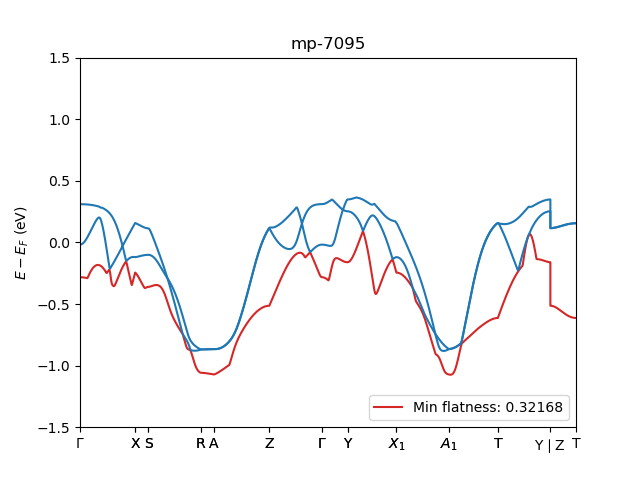 mp-7095
E − E_F (eV)
1.5
1.0
0.5
0.0
−0.5
−1.0
−1.5
Min flatness: 0.32168
Γ X S R A Z Γ Y X₁ A₁ T Y | Z T